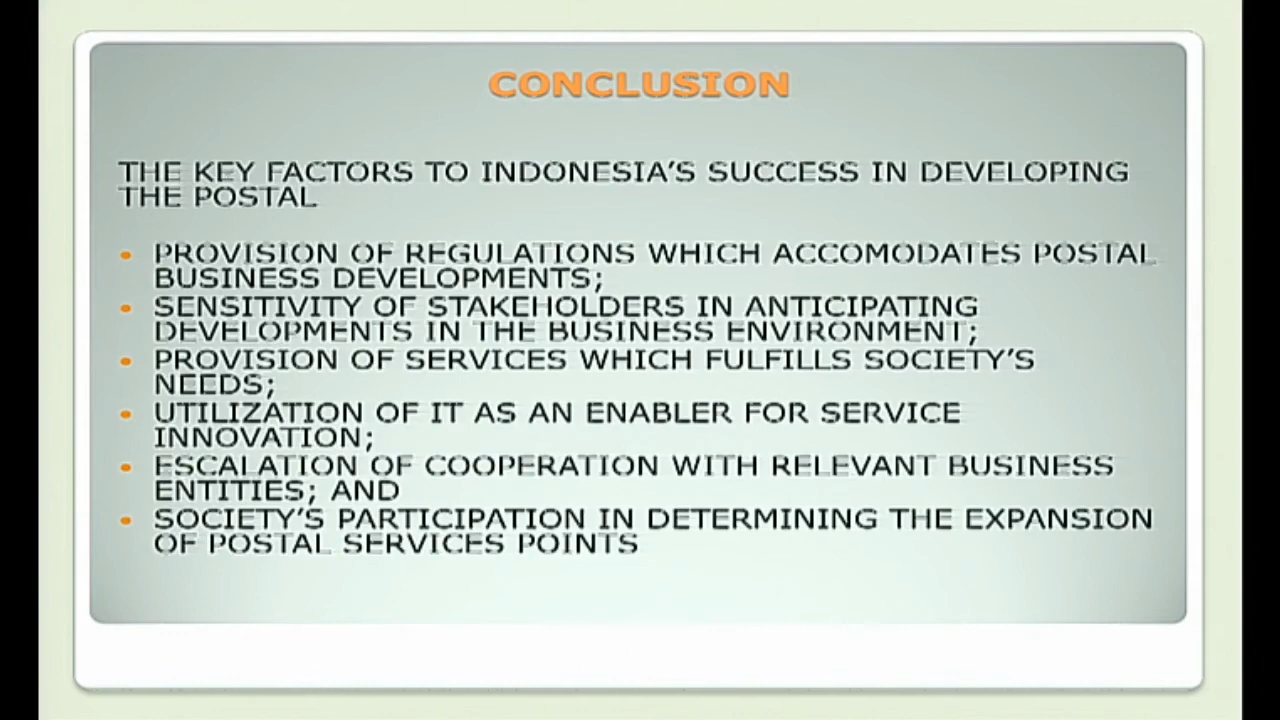 CONCLUSION
THE KEY FACTORS TO INDONESIA'S SUCCESS IN DEVELOPING
THE POSTAL
• PROVISION OF REGULATIONS WHICH ACCOMODATES POSTAL
BUSINESS DEVELOPMENTS;
• SENSITIVITY OF STAKEHOLDERS IN ANTICIPATING
DEVELOPMENTS IN THE BUSINESS ENVIRONMENT;
• PROVISION OF SERVICES WHICH FULFILLS SOCIETY'S
NEEDS;
• UTILIZATION OF IT AS AN ENABLER FOR SERVICE
INNOVATION;
• ESCALATION OF COOPERATION WITH RELEVANT BUSINESS
ENTITIES; AND
• SOCIETY'S PARTICIPATION IN DETERMINING THE EXPANSION
OF POSTAL SERVICES POINTS